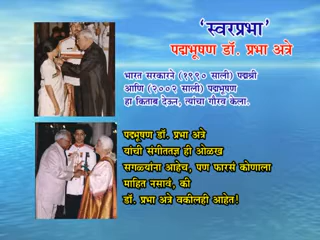 ‘स्वरप्रभा’
पद्मभूषण डॉ. प्रभा अत्रे
भारत सरकारने (१९९० साली) पद्मश्री
आणि (२००२ साली) पद्मभूषण
हा किताब देऊन, त्यांचा गौरव केला.
पद्मभूषण डॉ. प्रभा अत्रे
यांची संगीततज्ञ ही ओळख
सगळ्यांना आहेच, पण फारसं कोणाला
माहित नसावं, की
डॉ. प्रभा अत्रे वकीलही आहेत!